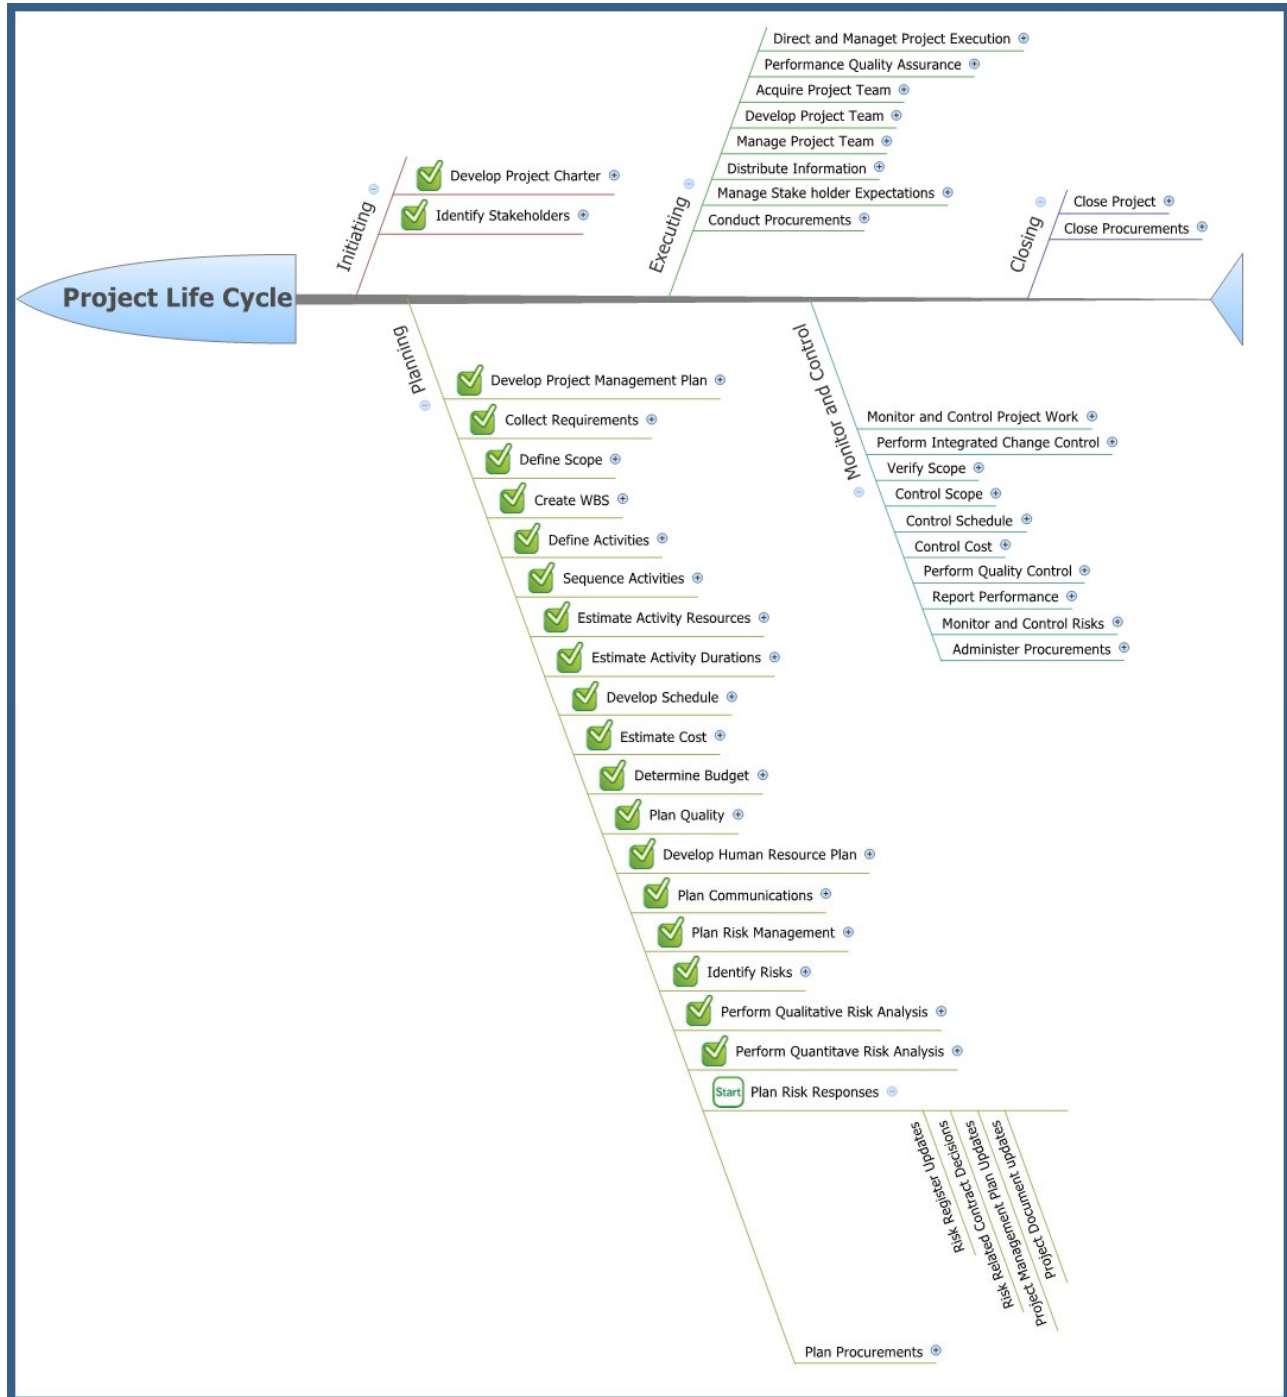 Project Life Cycle
Initiating
Develop Project Charter
Identify Stakeholders
Executing
Direct and Managet Project Execution
Performance Quality Assurance
Acquire Project Team
Develop Project Team
Manage Project Team
Distribute Information
Manage Stake holder Expectations
Conduct Procurements
Closing
Close Project
Close Procurements
Planning
Develop Project Management Plan
Collect Requirements
Define Scope
Create WBS
Define Activities
Sequence Activities
Estimate Activity Resources
Estimate Activity Durations
Develop Schedule
Estimate Cost
Determine Budget
Plan Quality
Develop Human Resource Plan
Plan Communications
Plan Risk Management
Identify Risks
Perform Qualitative Risk Analysis
Perform Quantitave Risk Analysis
Start Plan Risk Responses
Risk Register Updates
Risk Related Contract Decisions
Project Management Plan Updates
Project Document updates
Plan Procurements
Monitor and Control
Monitor and Control Project Work
Perform Integrated Change Control
Verify Scope
Control Scope
Control Schedule
Control Cost
Perform Quality Control
Report Performance
Monitor and Control Risks
Administer Procurements